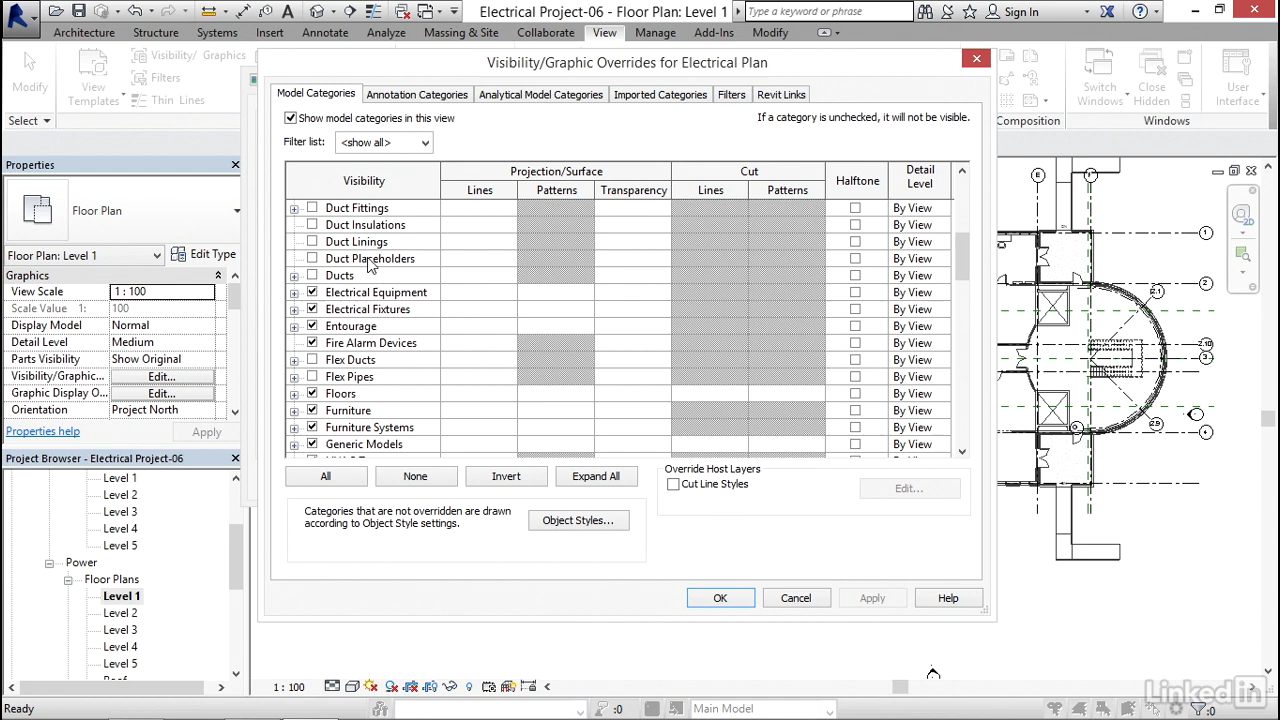 Electrical Project-06 - Floor Plan: Level 1
Type a keyword or phrase
Sign In
Architecture Structure Systems Insert Annotate Analyze Massing & Site Collaborate View Manage Add-Ins Modify
Modify
View Templates
Visibility/ Graphics
Filters
Thin Lines
Switch Windows
Close Hidden
User Interface
Select
Composition
Windows
Properties
Floor Plan
Floor Plan: Level 1
Edit Type
Graphics
View Scale 1 : 100
Scale Value 1: 100
Display Model Normal
Detail Level Medium
Parts Visibility Show Original
Visibility/Graphic... Edit...
Graphic Display O... Edit...
Orientation Project North
Properties help
Apply
Project Browser - Electrical Project-06
Level 1
Level 2
Level 3
Level 4
Level 5
Power
Floor Plans
Level 1
Level 2
Level 3
Level 4
Level 5
Visibility/Graphic Overrides for Electrical Plan
Model Categories Annotation Categories Analytical Model Categories Imported Categories Filters Revit Links
Show model categories in this view
If a category is unchecked, it will not be visible.
Filter list: <show all>
Visibility Projection/Surface Cut Halftone Detail Level
Lines Patterns Transparency Lines Patterns
Duct Fittings By View
Duct Insulations By View
Duct Linings By View
Duct Placeholders By View
Ducts By View
Electrical Equipment By View
Electrical Fixtures By View
Entourage By View
Fire Alarm Devices By View
Flex Ducts By View
Flex Pipes By View
Floors By View
Furniture By View
Furniture Systems By View
Generic Models By View
All None Invert Expand All
Override Host Layers
Cut Line Styles
Edit...
Categories that are not overridden are drawn
according to Object Style settings.
Object Styles...
OK Cancel Apply Help
1 : 100
Ready
:0
Main Model
:0
LinkedIn